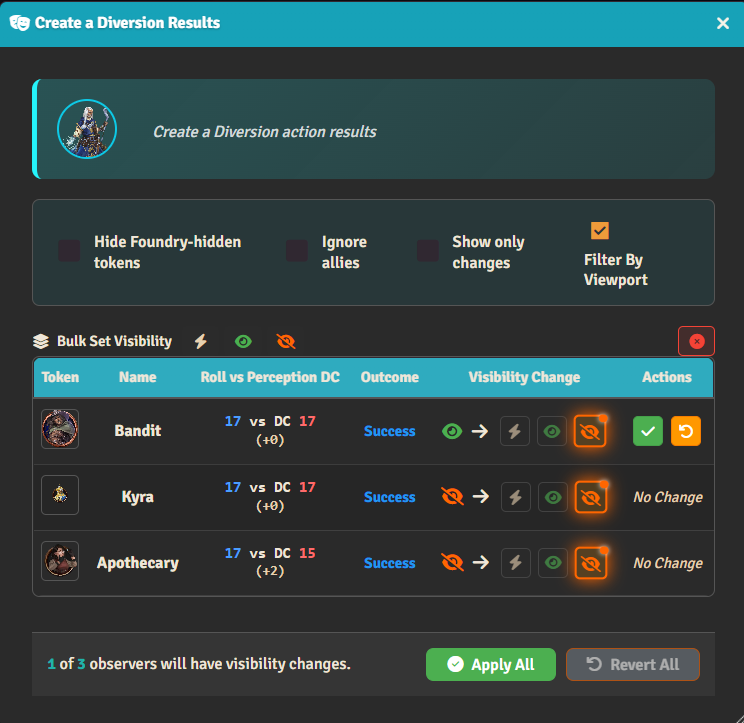 Create a Diversion Results
Create a Diversion action results
Hide Foundry-hidden
tokens
Ignore
allies
Show only
changes
Filter By
Viewport
Bulk Set Visibility
Token Name Roll vs Perception DC Outcome Visibility Change Actions
Bandit 17 vs DC 17 Success
(+0)
Kyra 17 vs DC 17 Success No Change
(+0)
Apothecary 17 vs DC 15 Success No Change
(+2)
1 of 3 observers will have visibility changes.
Apply All
Revert All